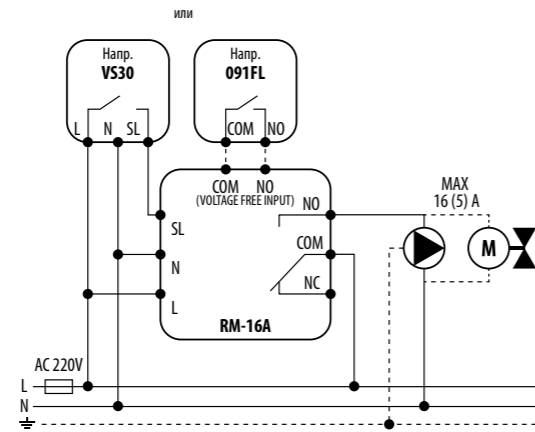 или
Напр.
VS30
Напр.
091FL
L N SL
COM NO
COM NO
(VOLTAGE FREE INPUT)
NO
MAX
16 (5) A
SL
COM
M
N
NC
L
RM-16A
AC 220V
L
N